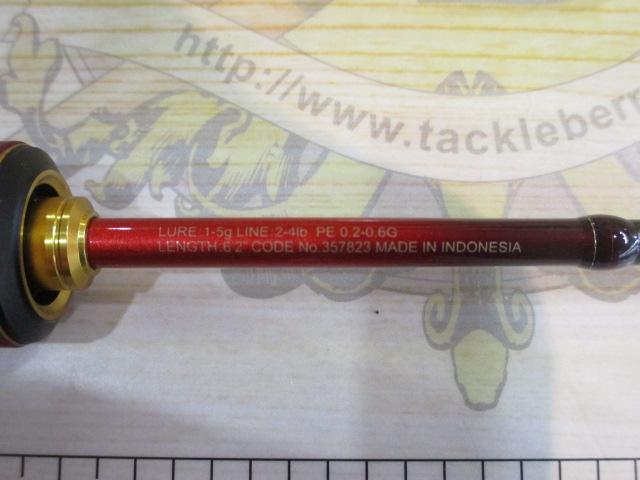 http://www.tackleberr
LURE:1-5g LINE:2-4lb PE 0.2-0.6G
LENGTH:6'2" CODE No.357823 MADE IN INDONESIA